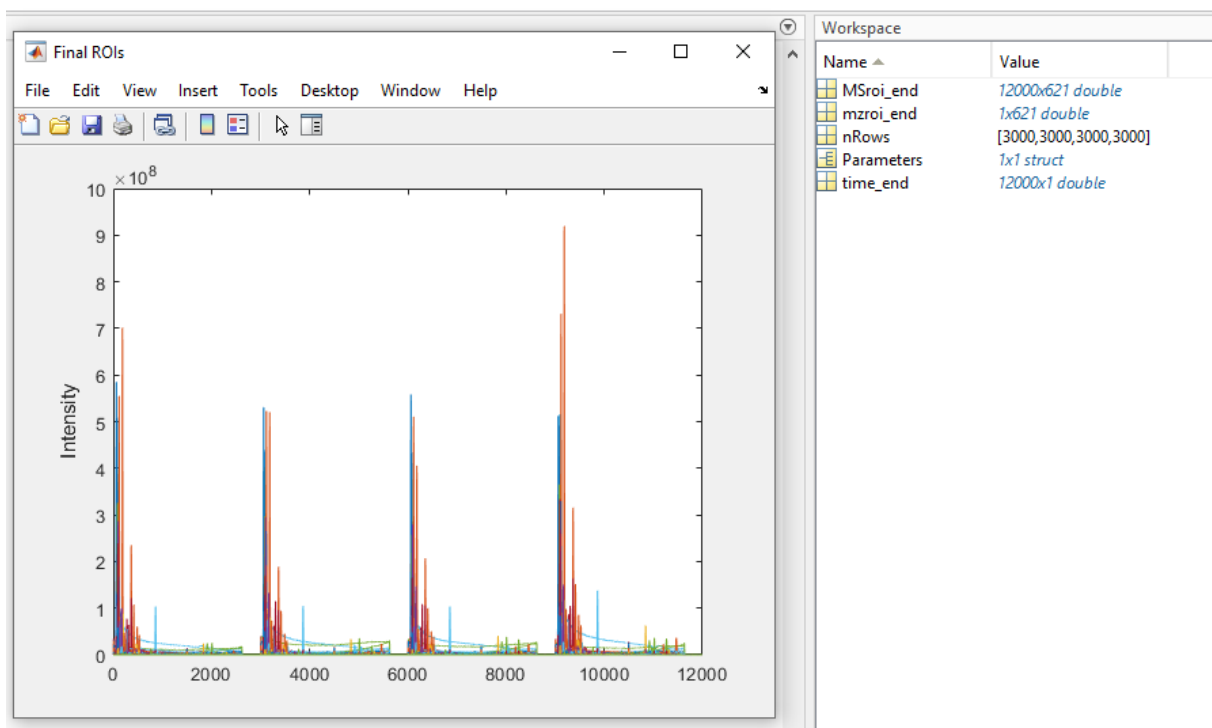 Final ROIs
File Edit View Insert Tools Desktop Window Help
×10⁸
10
9
8
7
6
5
4
3
2
1
0
Intensity
0 2000 4000 6000 8000 10000 12000
Workspace
Name Value
MSroi_end 12000x621 double
mzroi_end 1x621 double
nRows [3000,3000,3000,3000]
Parameters 1x1 struct
time_end 12000x1 double